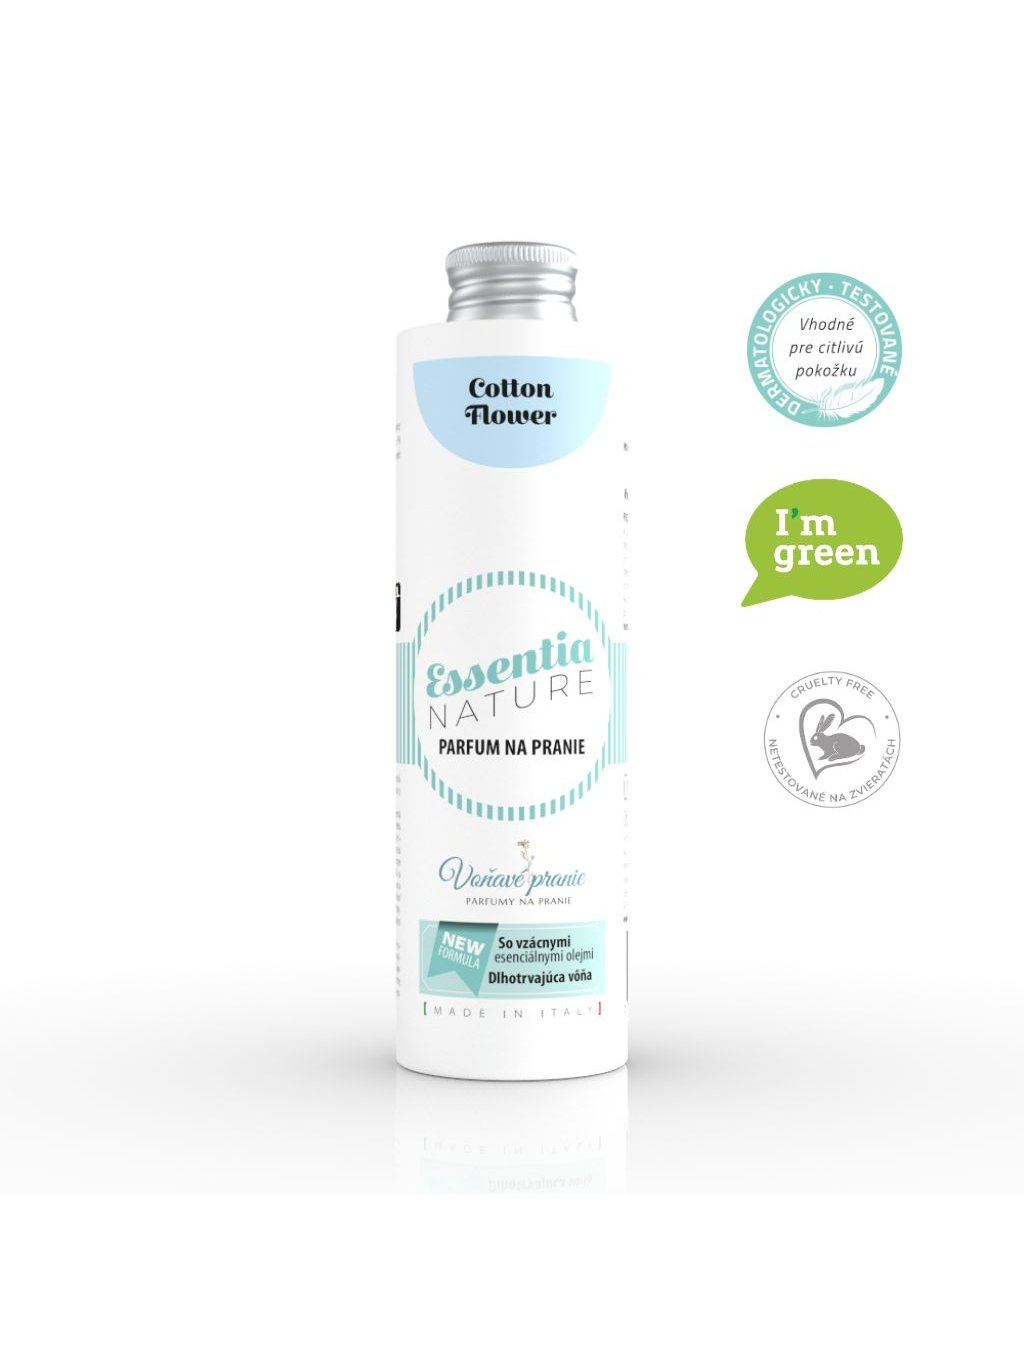 Cotton
Flower
Essentia
NATURE
PARFUM NA PRANIE
Voňavé pranie
PARFUMY NA PRANIE
NEW
FORMULA
So vzácnymi
esenciálnymi olejmi
Dlhotrvajúca vôňa
[MADE IN ITALY]
DERMATOLOGICKY · TESTOVANÉ
Vhodné
pre citlivú
pokožku
I'm
green
CRUELTY FREE
NETESTOVANÉ NA ZVIERATÁCH